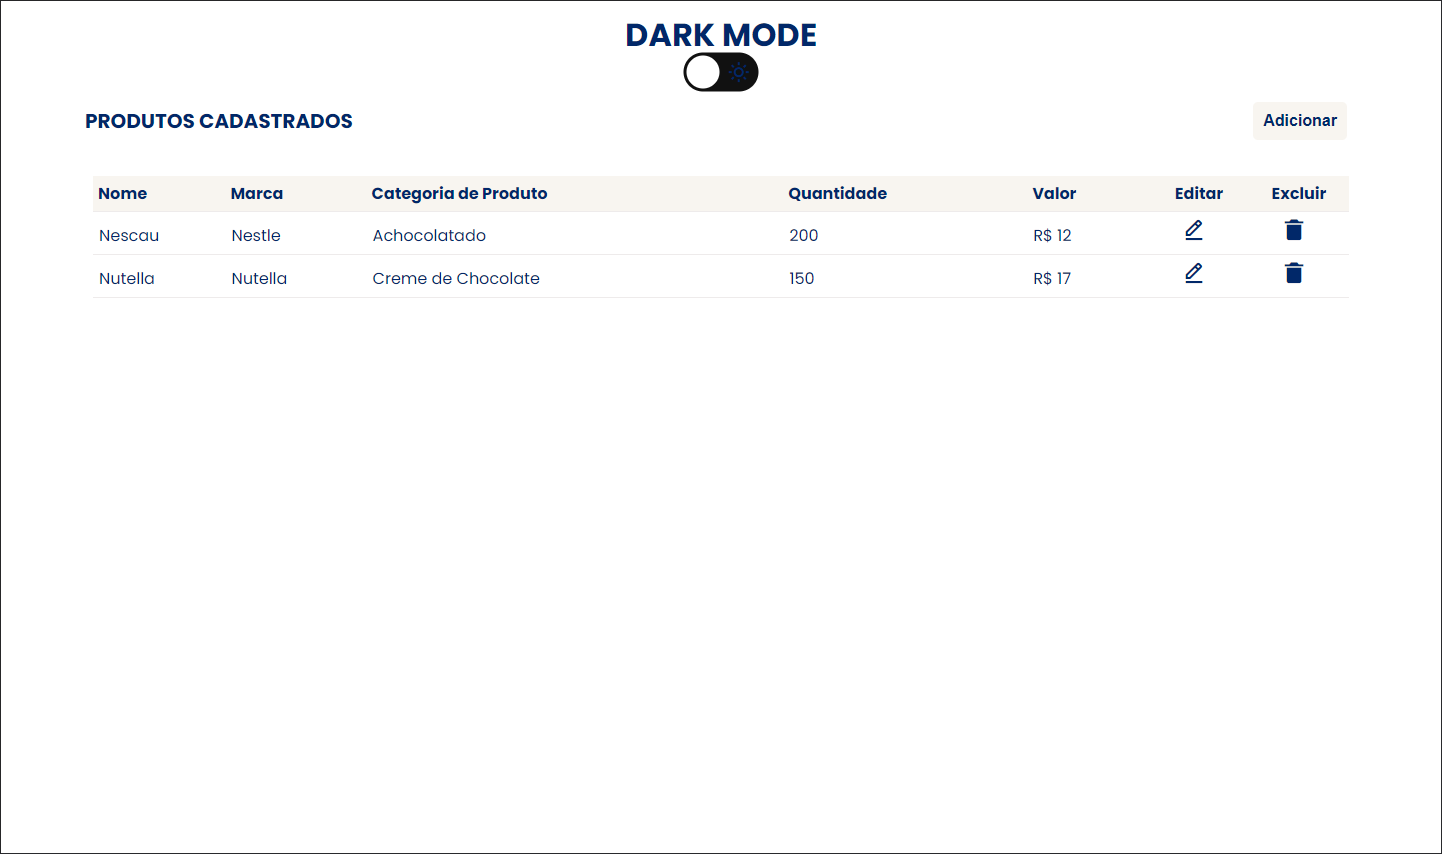 DARK MODE
PRODUTOS CADASTRADOS
Adicionar
Nome Marca Categoria de Produto Quantidade Valor Editar Excluir
Nescau Nestle Achocolatado 200 R$ 12
Nutella Nutella Creme de Chocolate 150 R$ 17